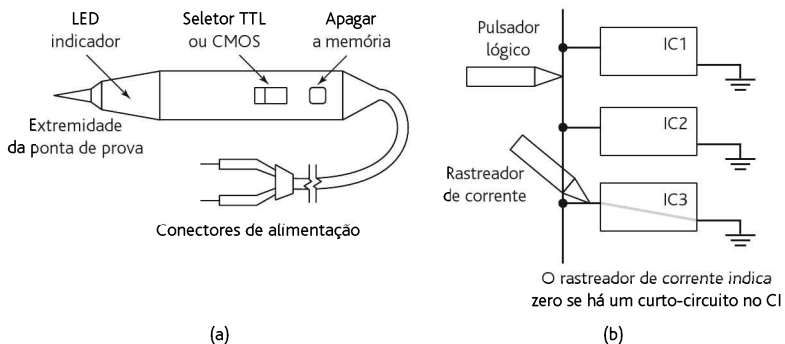 LED
indicador
Seletor TTL
ou CMOS
Apagar
a memória
Extremidade
da ponta de prova
Conectores de alimentação
(a)
Pulsador
lógico
IC1
IC2
Rastreador
de corrente
IC3
O rastreador de corrente indica
zero se há um curto-circuito no CI
(b)